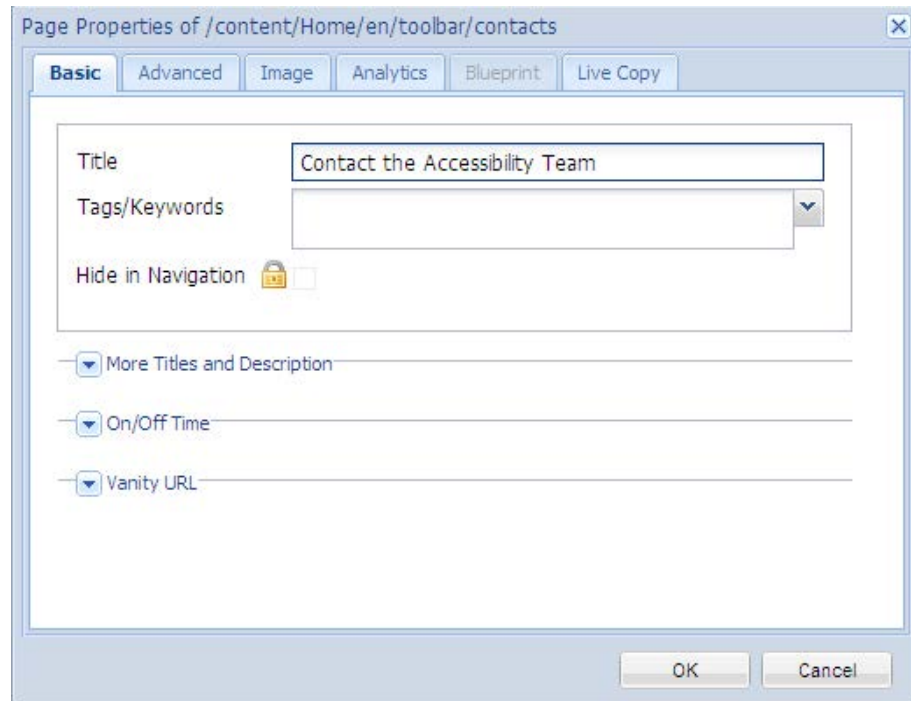 Page Properties of /content/Home/en/toolbar/contacts
Basic Advanced Image Analytics Blueprint Live Copy
Title Contact the Accessibility Team
Tags/Keywords
Hide in Navigation
More Titles and Description
On/Off Time
Vanity URL
OK Cancel